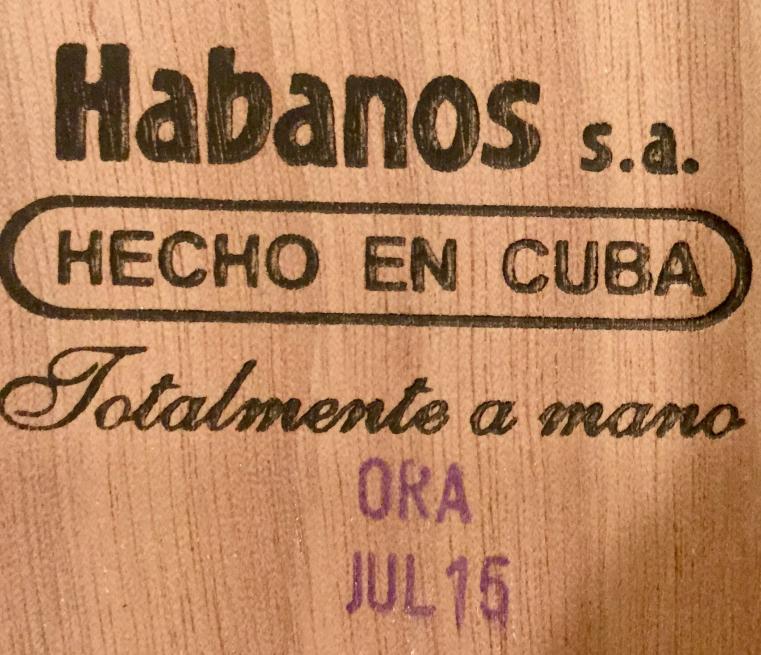 Habanos s.a.
HECHO EN CUBA
Totalmente a mano
ORA
JUL 15